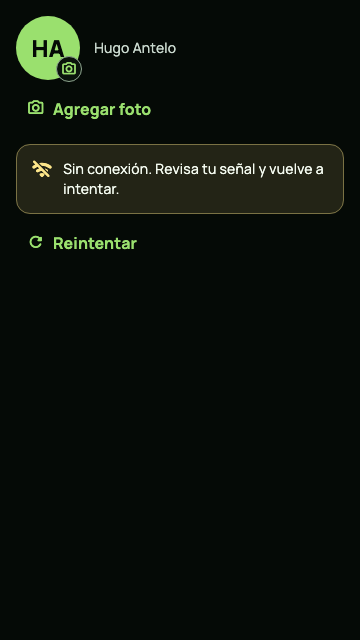 HA
Hugo Antelo
Agregar foto
Sin conexión. Revisa tu señal y vuelve a
intentar.
Reintentar